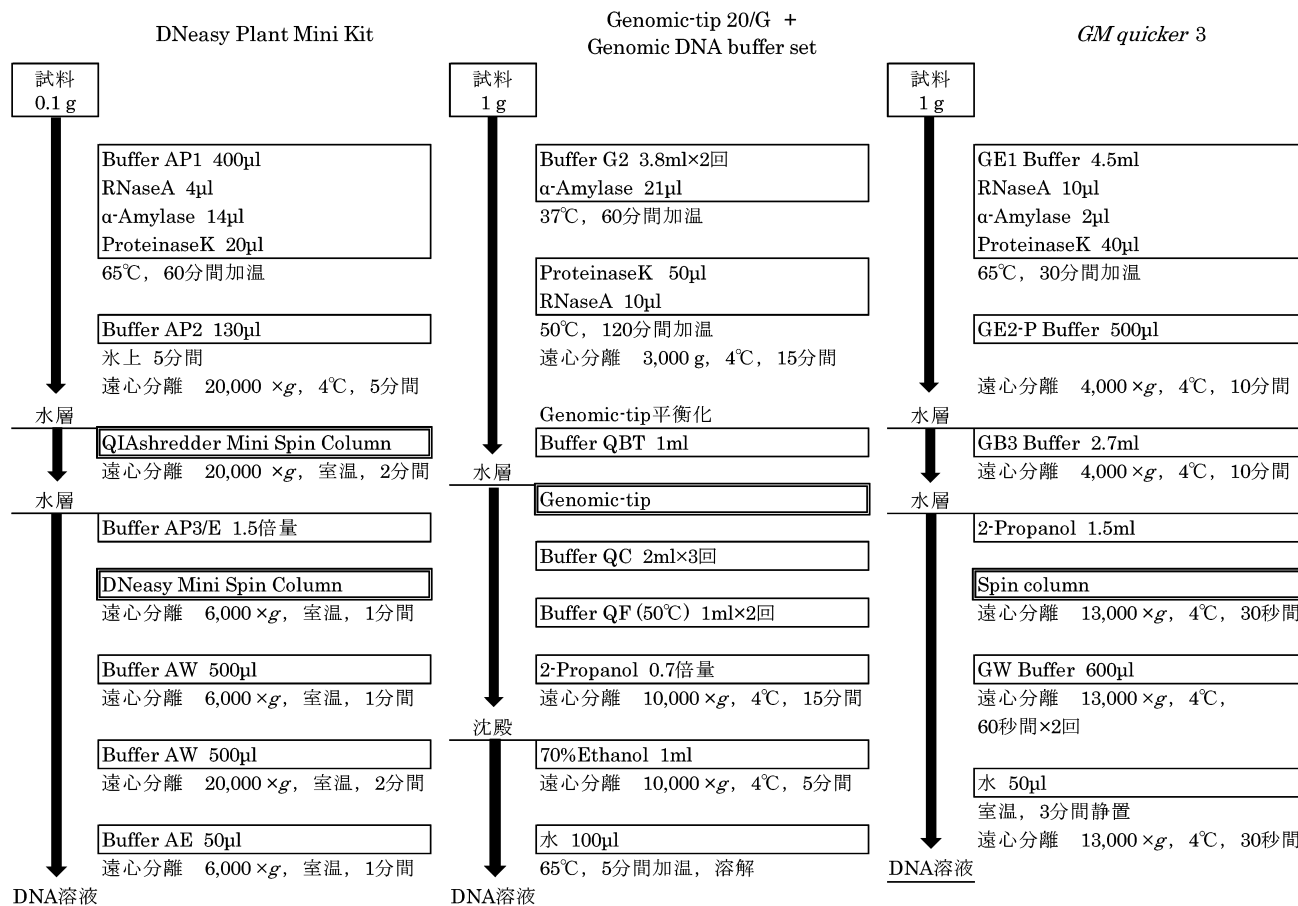 DNeasy Plant Mini Kit
試料
0.1 g
Buffer AP1 400µl
RNaseA 4µl
α-Amylase 14µl
ProteinaseK 20µl
65℃，60分間加温
Buffer AP2 130µl
氷上 5分間
遠心分離 20,000 ×g，4℃，5分間
水層
QIAshredder Mini Spin Column
遠心分離 20,000 ×g，室温，2分間
水層
Buffer AP3/E 1.5倍量
DNeasy Mini Spin Column
遠心分離 6,000 ×g，室温，1分間
Buffer AW 500µl
遠心分離 6,000 ×g，室温，1分間
Buffer AW 500µl
遠心分離 20,000 ×g，室温，2分間
Buffer AE 50µl
遠心分離 6,000 ×g，室温，1分間
DNA溶液
Genomic-tip 20/G +
Genomic DNA buffer set
試料
1 g
Buffer G2 3.8ml×2回
α-Amylase 21µl
37℃，60分間加温
ProteinaseK 50µl
RNaseA 10µl
50℃，120分間加温
遠心分離 3,000 g，4℃，15分間
Genomic-tip平衡化
Buffer QBT 1ml
水層
Genomic-tip
Buffer QC 2ml×3回
Buffer QF (50℃) 1ml×2回
2-Propanol 0.7倍量
遠心分離 10,000 ×g，4℃，15分間
沈殿
70%Ethanol 1ml
遠心分離 10,000 ×g，4℃，5分間
水 100µl
65℃，5分間加温，溶解
DNA溶液
GM quicker 3
試料
1 g
GE1 Buffer 4.5ml
RNaseA 10µl
α-Amylase 2µl
ProteinaseK 40µl
65℃，30分間加温
GE2-P Buffer 500µl
遠心分離 4,000 ×g，4℃，10分間
水層
GB3 Buffer 2.7ml
遠心分離 4,000 ×g，4℃，10分間
水層
2-Propanol 1.5ml
Spin column
遠心分離 13,000 ×g，4℃，30秒間
GW Buffer 600µl
遠心分離 13,000 ×g，4℃，
60秒間×2回
水 50µl
室温，3分間静置
遠心分離 13,000 ×g，4℃，30秒間
DNA溶液